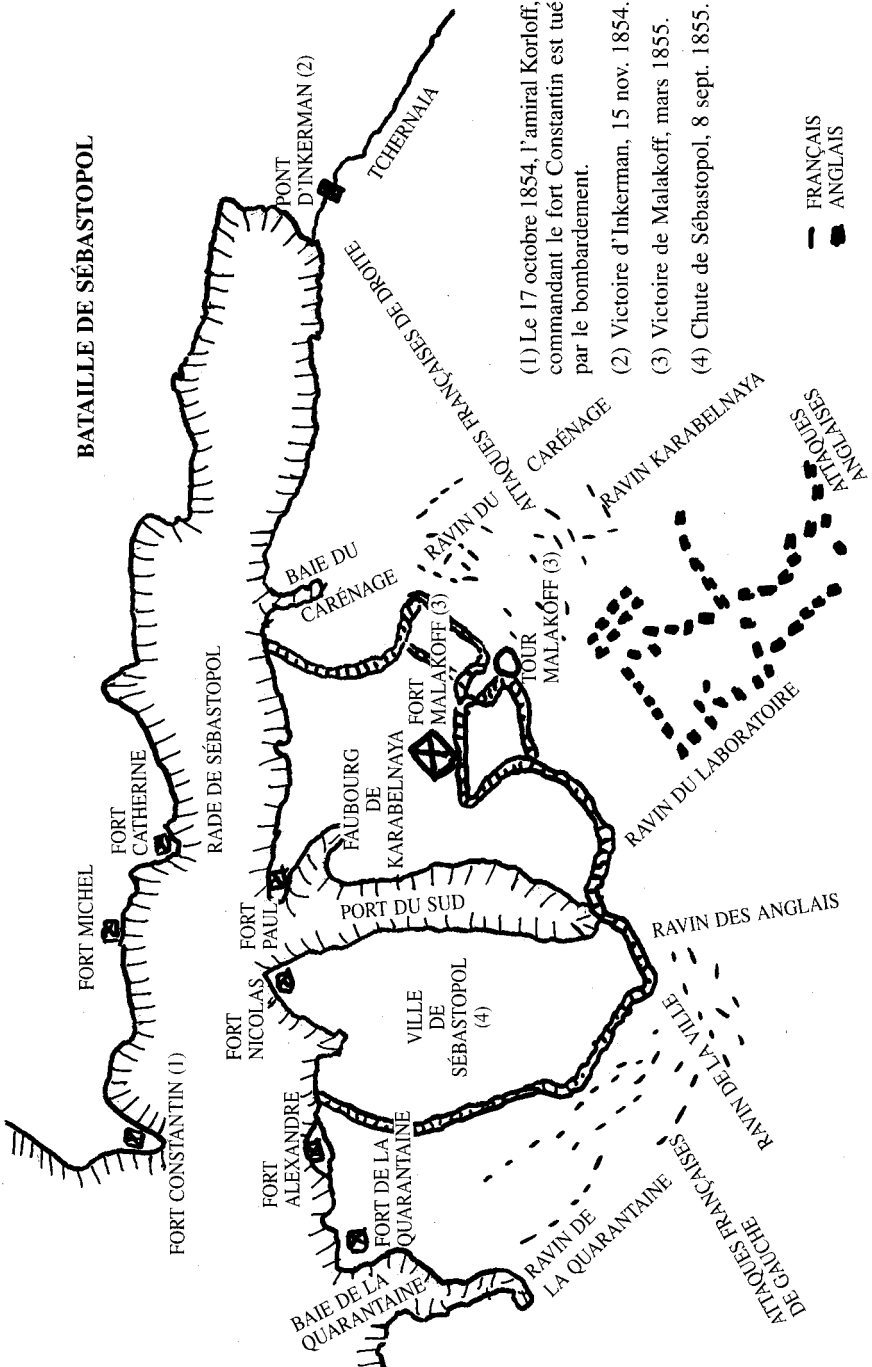 BATAILLE DE SÉBASTOPOL
FORT CONSTANTIN (1)
FORT MICHEL
FORT
CATHERINE
RADE DE SÉBASTOPOL
PONT
D'INKERMAN (2)
TCHERNAIA
FORT
ALEXANDRE
FORT
NICOLAS
FORT
PAUL
BAIE DU
CARÉNAGE
BAIE DE LA
QUARANTAINE
FORT DE LA
QUARANTAINE
VILLE
DE
SÉBASTOPOL
(4)
PORT DU SUD
FAUBOURG
DE
KARABELNAYA
FORT
MALAKOFF (3)
TOUR
MALAKOFF (3)
RAVIN DU CARÉNAGE
ATTAQUES FRANÇAISES DE DROITE
RAVIN KARABELNAYA
ATTAQUES
ANGLAISES
RAVIN DU LABORATOIRE
RAVIN DES ANGLAIS
RAVIN DE LA VILLE
RAVIN DE
LA QUARANTAINE
ATTAQUES FRANÇAISES
DE GAUCHE
(1) Le 17 octobre 1854, l'amiral Korloff,
commandant le fort Constantin est tué
par le bombardement.
(2) Victoire d'Inkerman, 15 nov. 1854.
(3) Victoire de Malakoff, mars 1855.
(4) Chute de Sébastopol, 8 sept. 1855.
FRANÇAIS
ANGLAIS